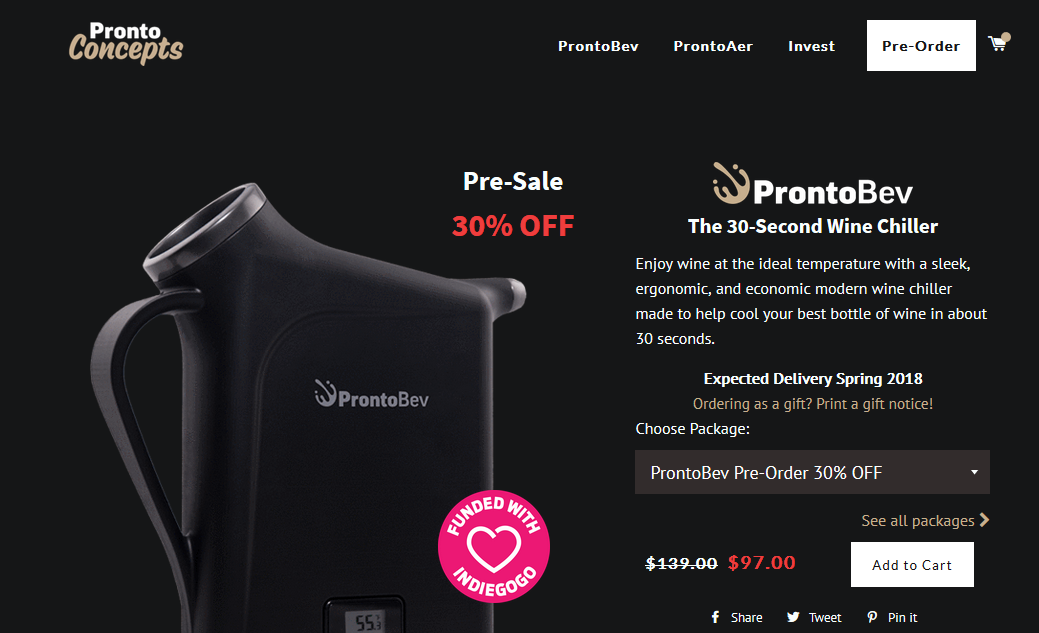 Pronto
Concepts
ProntoBev
ProntoAer
Invest
Pre-Order
Pre-Sale
30% OFF
ProntoBev
The 30-Second Wine Chiller
Enjoy wine at the ideal temperature with a sleek,
ergonomic, and economic modern wine chiller
made to help cool your best bottle of wine in about
30 seconds.
Expected Delivery Spring 2018
Ordering as a gift? Print a gift notice!
Choose Package:
ProntoBev Pre-Order 30% OFF
See all packages
$139.00 $97.00
Add to Cart
Share
Tweet
Pin it
ProntoBev
FUNDED WITH
INDIEGOGO
55.3